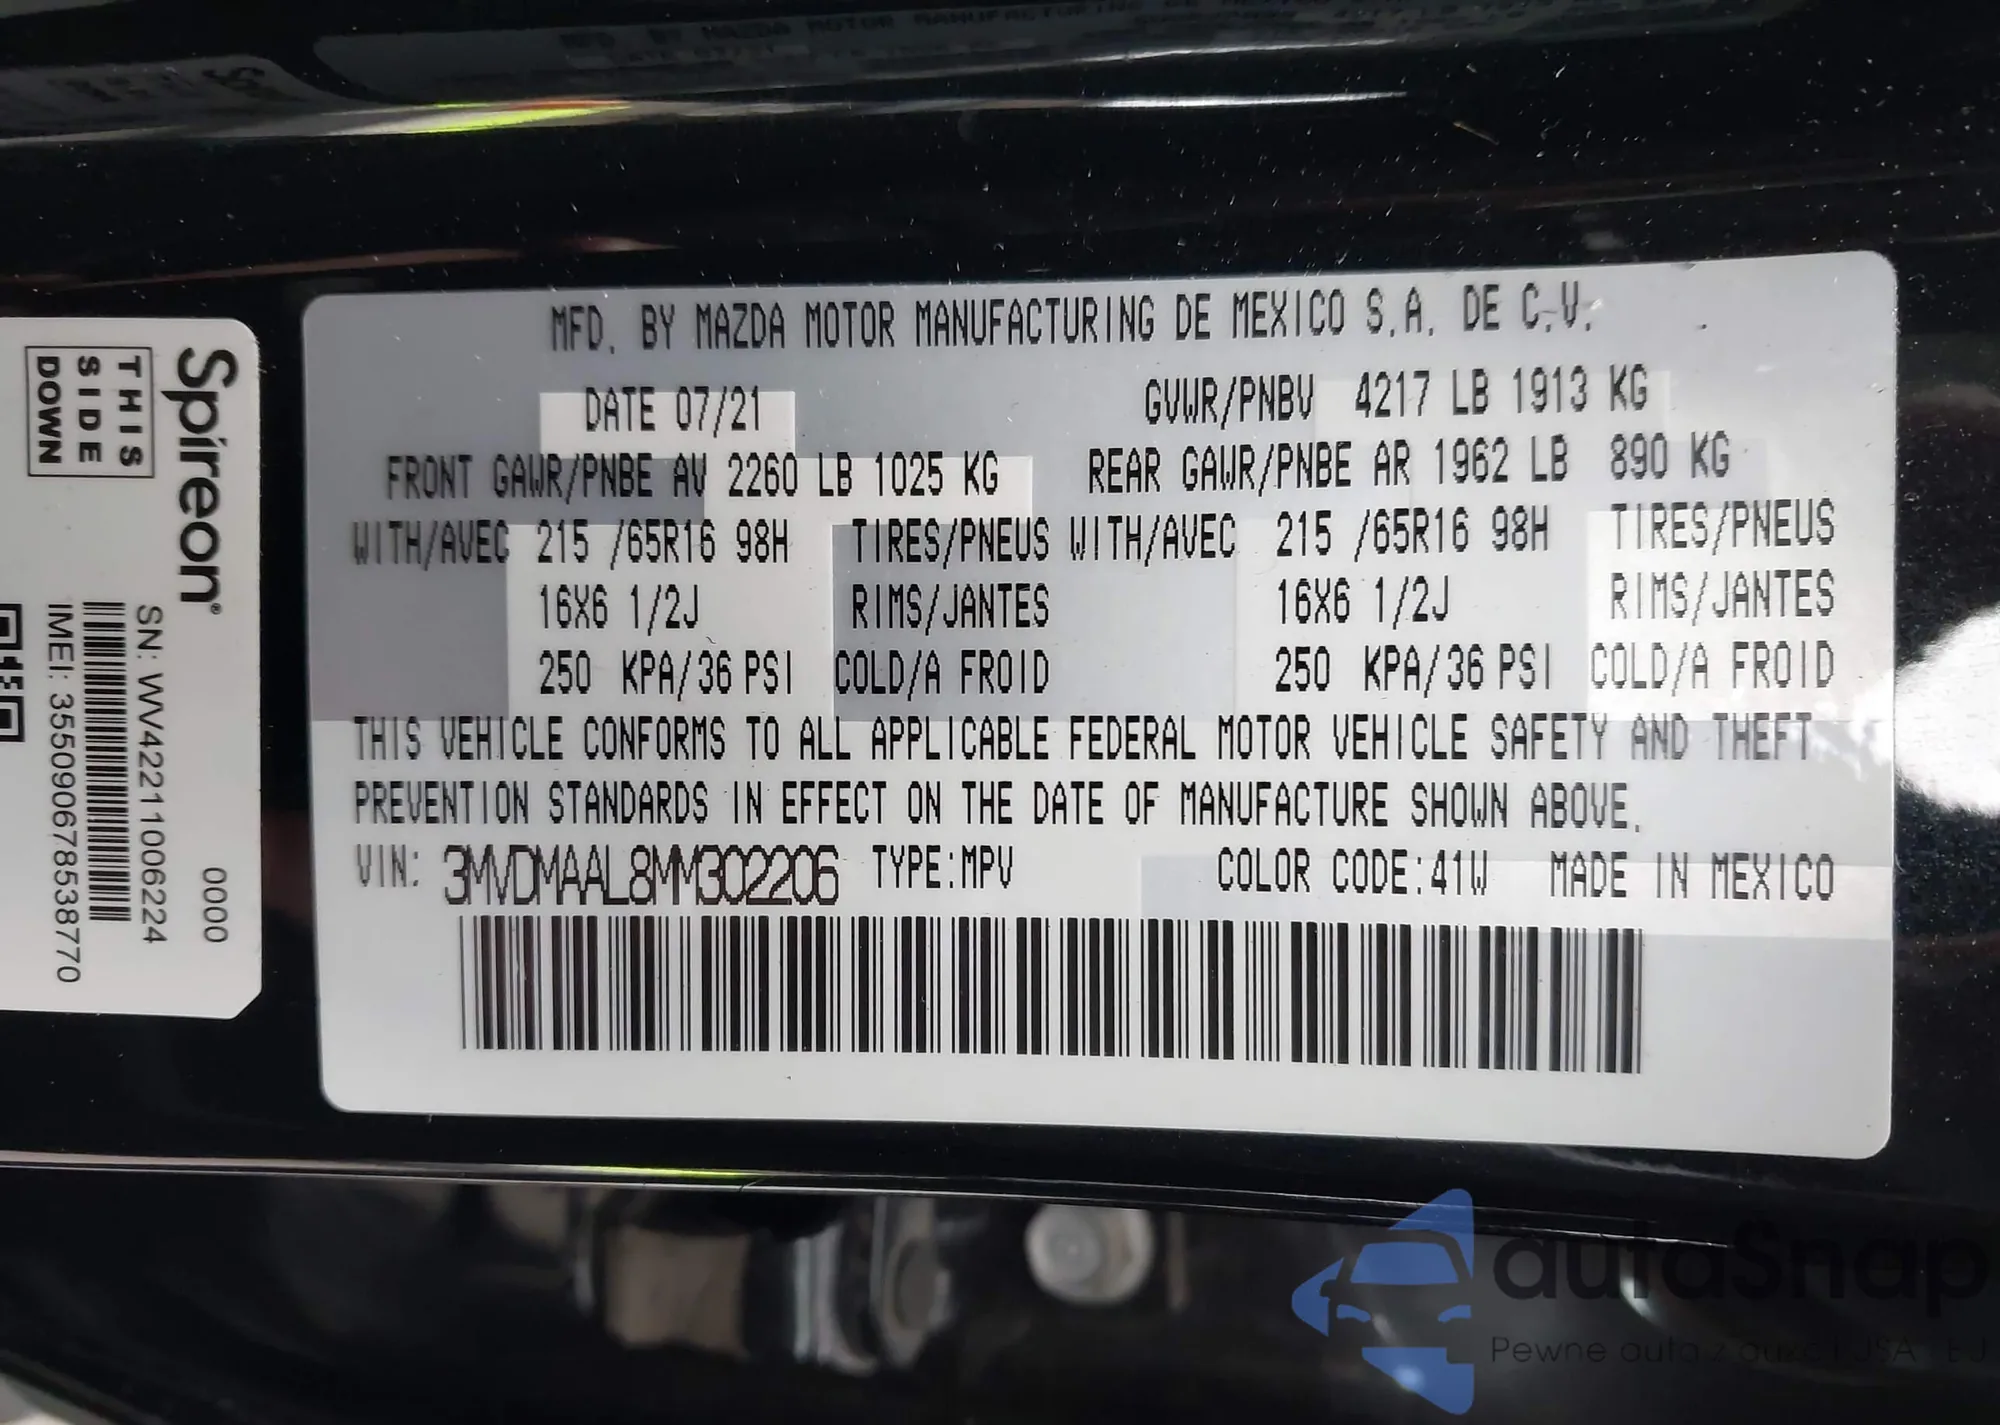 MFD. BY MAZDA MOTOR MANUFACTURING DE MEXICO S.A. DE C.V.
DATE 07/21 GVWR/PNBV 4217 LB 1913 KG
FRONT GAWR/PNBE AV 2260 LB 1025 KG REAR GAWR/PNBE AR 1962 LB 890 KG
WITH/AVEC 215 /65R16 98H TIRES/PNEUS WITH/AVEC 215 /65R16 98H TIRES/PNEUS
16X6 1/2J RIMS/JANTES 16X6 1/2J RIMS/JANTES
250 KPA/36 PSI COLD/A FROID 250 KPA/36 PSI COLD/A FROID
THIS VEHICLE CONFORMS TO ALL APPLICABLE FEDERAL MOTOR VEHICLE SAFETY AND THEFT
PREVENTION STANDARDS IN EFFECT ON THE DATE OF MANUFACTURE SHOWN ABOVE.
VIN: 3MVDMAAL8MM302206 TYPE:MPV COLOR CODE:41W MADE IN MEXICO
Spireon®
THIS
SIDE
DOWN
0000
SN: WV42211006224
IMEI: 355090678538770
autoSnap
Pewne auta z